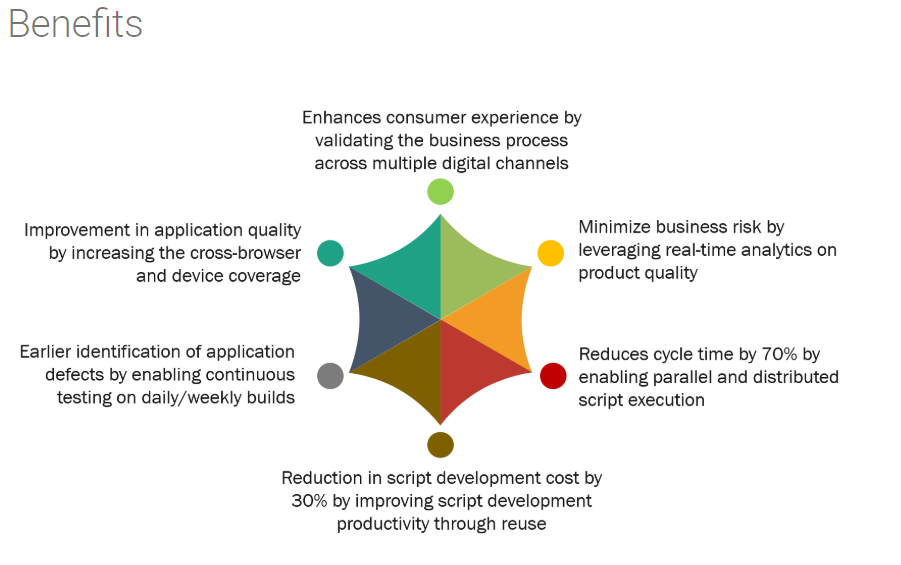 Benefits
Enhances consumer experience by
validating the business process
across multiple digital channels
Minimize business risk by
leveraging real-time analytics on
product quality
Reduces cycle time by 70% by
enabling parallel and distributed
script execution
Reduction in script development cost by
30% by improving script development
productivity through reuse
Earlier identification of application
defects by enabling continuous
testing on daily/weekly builds
Improvement in application quality
by increasing the cross-browser
and device coverage